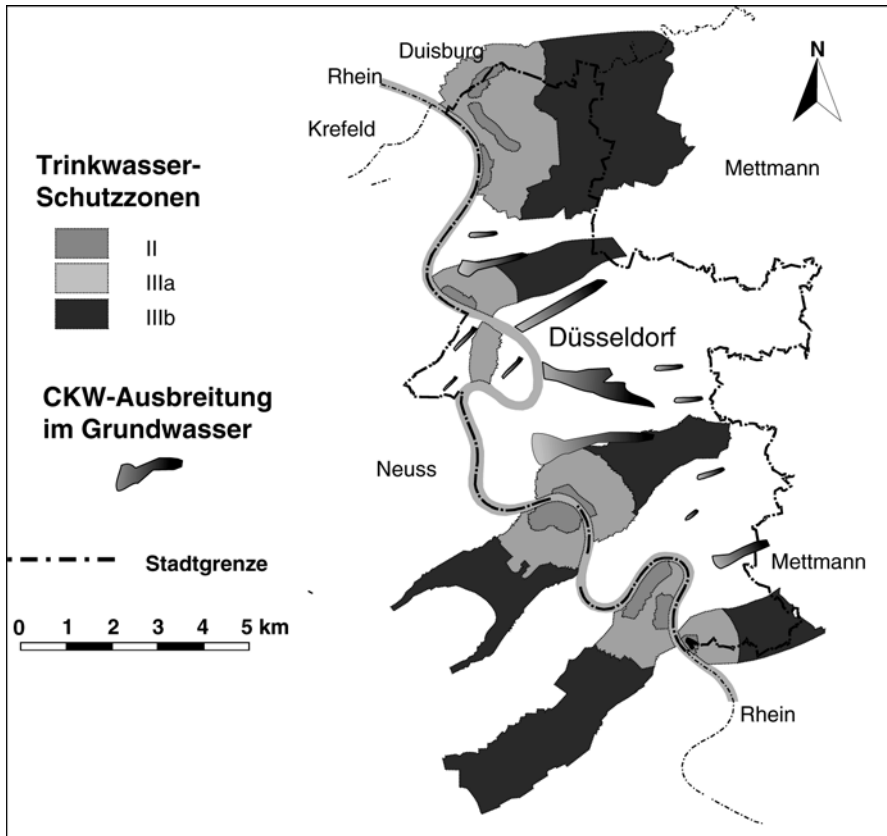 Duisburg
Rhein
N
Krefeld
Mettmann
Trinkwasser-
Schutzzonen
II
IIIa
IIIb
Düsseldorf
CKW-Ausbreitung
im Grundwasser
Neuss
Stadtgrenze
Mettmann
0 1 2 3 4 5 km
Rhein